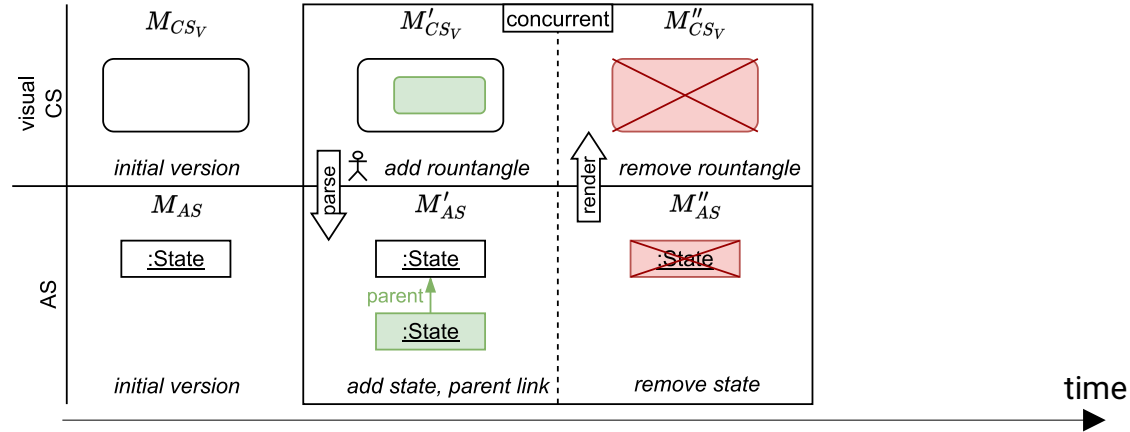 concurrent
M_{CS_V}
M'_{CS_V}
M''_{CS_V}
visual
CS
initial version
add rountangle
remove rountangle
parse
render
M_{AS}
M'_{AS}
M''_{AS}
:State
:State
:State
AS
parent
:State
initial version
add state, parent link
remove state
time